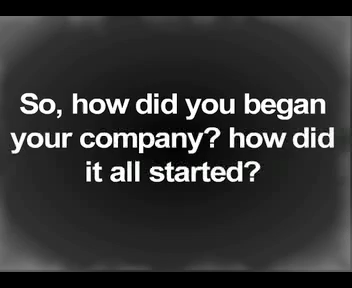 So, how did you began
your company? how did
it all started?